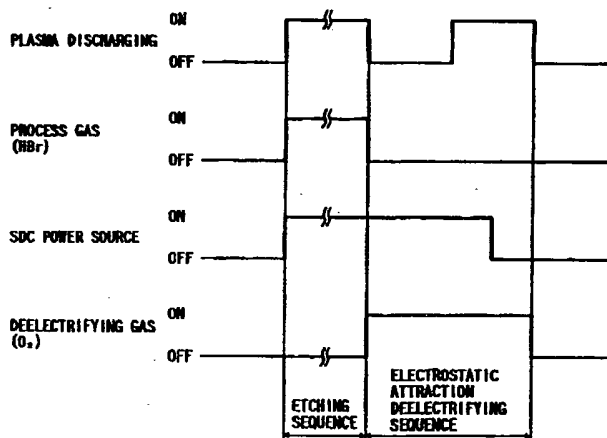 ON
PLASMA DISCHARGING
OFF
ON
PROCESS GAS
(HBr)
OFF
ON
SDC POWER SOURCE
OFF
ON
DEELECTRIFYING GAS
(O₂)
OFF
ETCHING
SEQUENCE
ELECTROSTATIC
ATTRACTION
DEELECTRIFYING
SEQUENCE